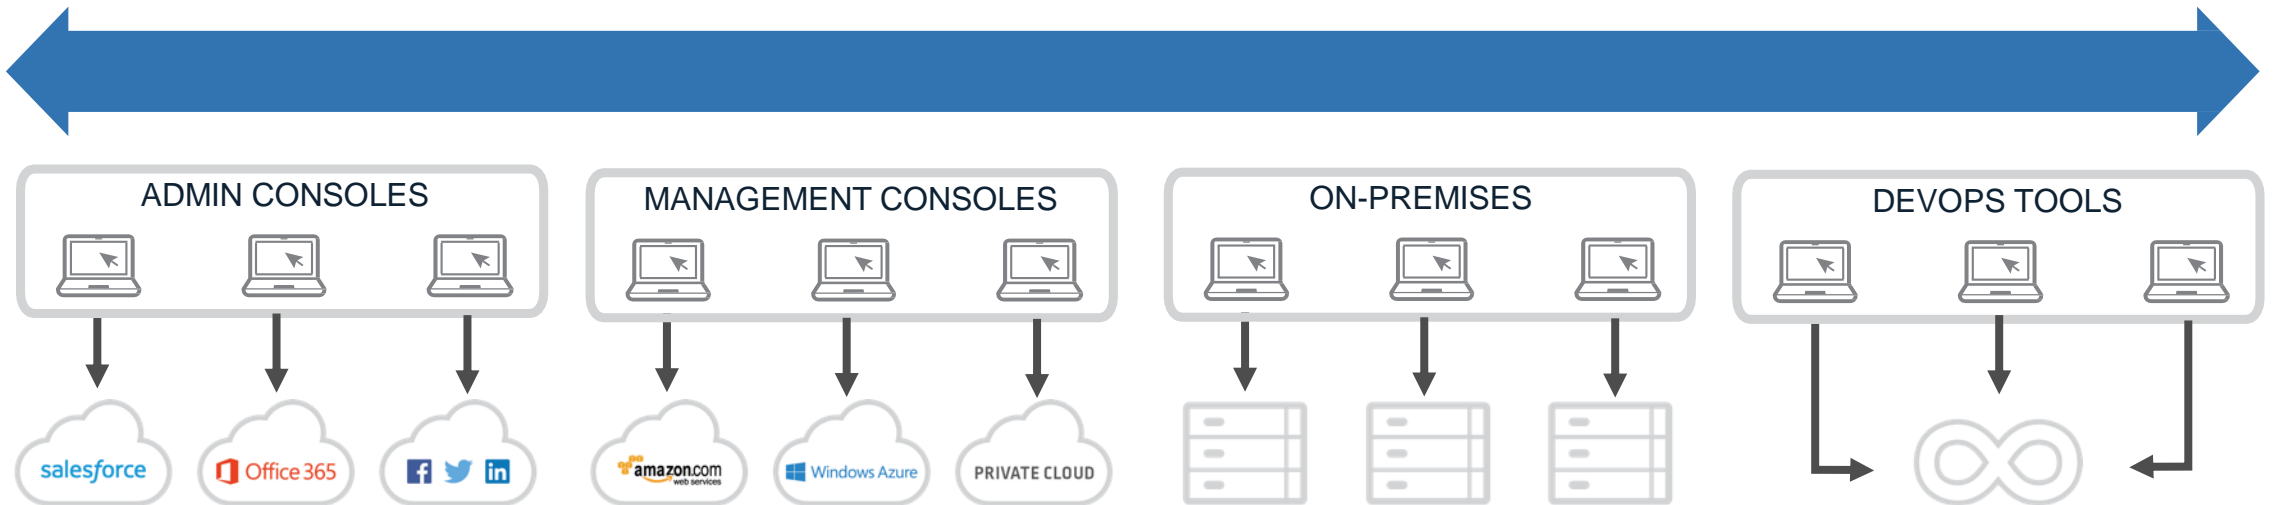 ADMIN CONSOLES
MANAGEMENT CONSOLES
ON-PREMISES
DEVOPS TOOLS
salesforce
Office 365
f
in
amazon.com
web services
Windows Azure
PRIVATE CLOUD